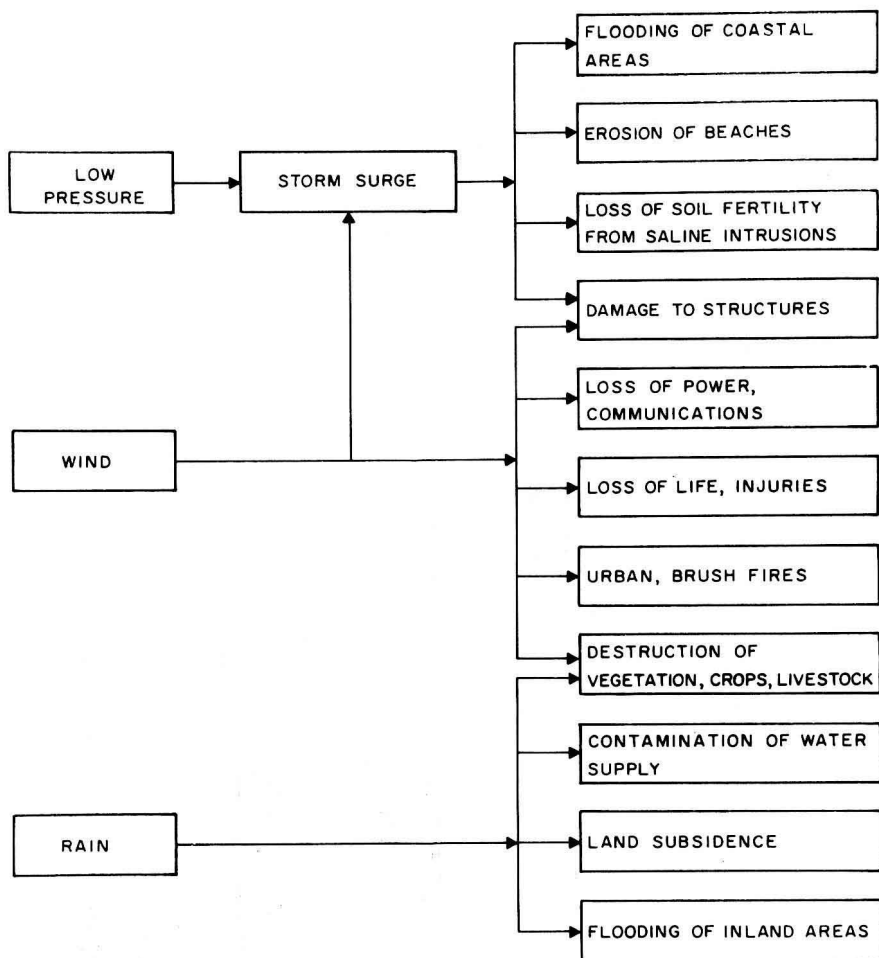 FLOODING OF COASTAL
AREAS
EROSION OF BEACHES
LOW
PRESSURE
STORM SURGE
LOSS OF SOIL FERTILITY
FROM SALINE INTRUSIONS
DAMAGE TO STRUCTURES
LOSS OF POWER,
COMMUNICATIONS
WIND
LOSS OF LIFE, INJURIES
URBAN, BRUSH FIRES
DESTRUCTION OF
VEGETATION, CROPS, LIVESTOCK
CONTAMINATION OF WATER
SUPPLY
RAIN
LAND SUBSIDENCE
FLOODING OF INLAND AREAS